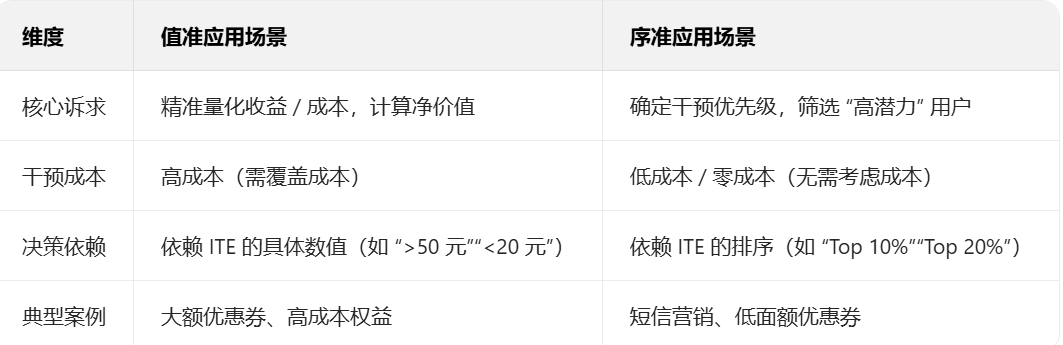 维度 值准应用场景 序准应用场景
核心诉求 精准量化收益 / 成本，计算净价值 确定干预优先级，筛选 “高潜力” 用户
干预成本 高成本（需覆盖成本） 低成本 / 零成本（无需考虑成本）
决策依赖 依赖 ITE 的具体数值（如 “>50 元”“<20 元”） 依赖 ITE 的排序（如 “Top 10%”“Top 20%”）
典型案例 大额优惠券、高成本权益 短信营销、低面额优惠券